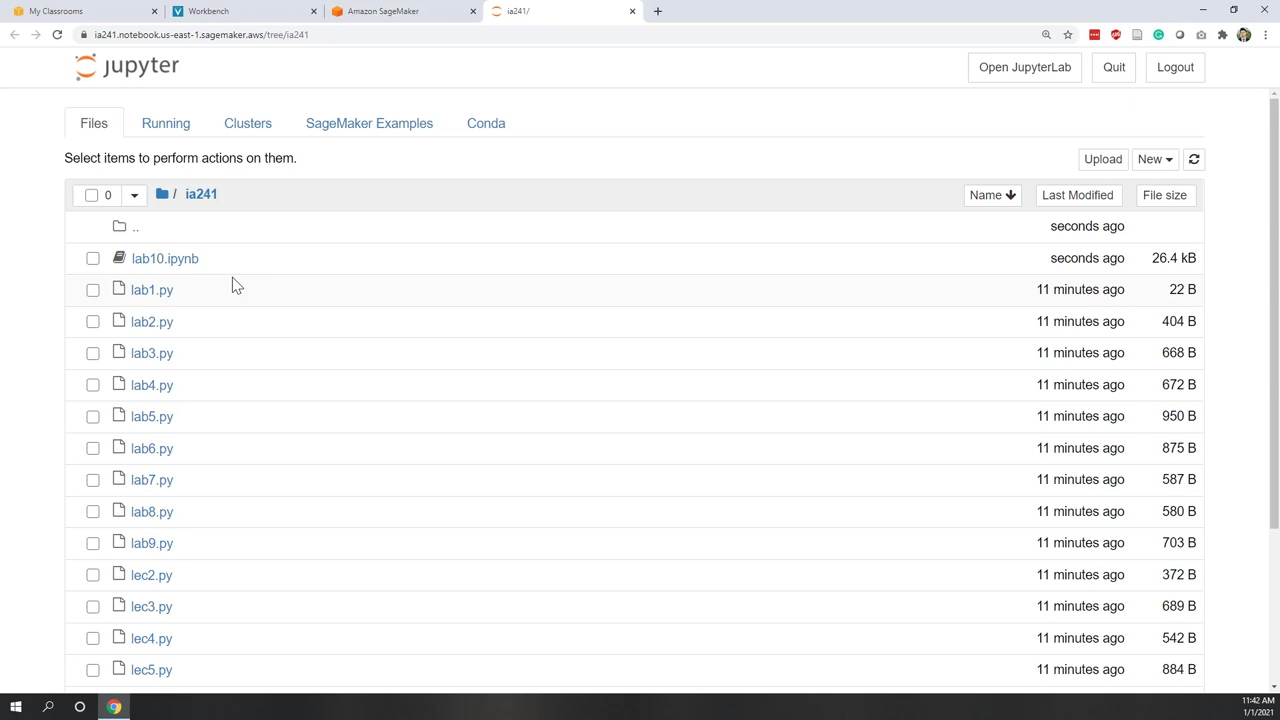 My Classrooms
Workbench
Amazon SageMaker
ia241/
ia241.notebook.us-east-1.sagemaker.aws/tree/ia241
jupyter
Open JupyterLab
Quit
Logout
Files
Running
Clusters
SageMaker Examples
Conda
Select items to perform actions on them.
Upload
New
0
/ ia241
Name
Last Modified
File size
.. seconds ago
lab10.ipynb seconds ago 26.4 kB
lab1.py 11 minutes ago 22 B
lab2.py 11 minutes ago 404 B
lab3.py 11 minutes ago 668 B
lab4.py 11 minutes ago 672 B
lab5.py 11 minutes ago 950 B
lab6.py 11 minutes ago 875 B
lab7.py 11 minutes ago 587 B
lab8.py 11 minutes ago 580 B
lab9.py 11 minutes ago 703 B
lec2.py 11 minutes ago 372 B
lec3.py 11 minutes ago 689 B
lec4.py 11 minutes ago 542 B
lec5.py 11 minutes ago 884 B
11:42 AM
1/1/2021